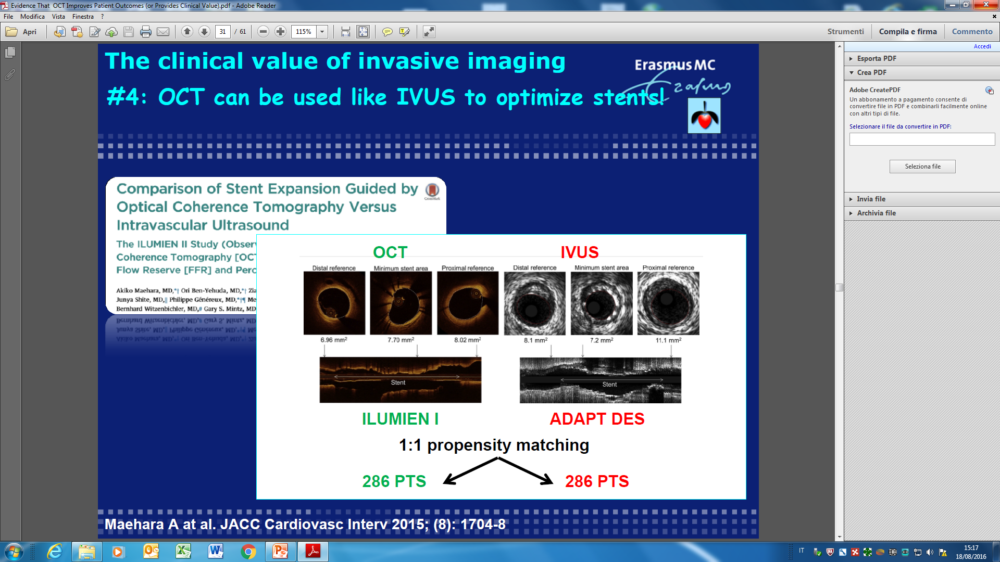 Evidence That  OCT Improves Patient Outcomes (or Provides Clinical Value).pdf - Adobe Reader
File Modifica Vista Finestra ?
Apri 31 / 61 115% Strumenti Compila e firma Commento
Accedi
Esporta PDF
Crea PDF
Adobe CreatePDF
Un abbonamento a pagamento consente di
convertire file in PDF e combinarli facilmente online
con altri tipi di file.
Selezionare il file da convertire in PDF:
Seleziona file
Invia file
Archivia file
The clinical value of invasive imaging
Erasmus MC
#4: OCT can be used like IVUS to optimize stents!
Comparison of Stent Expansion Guided by
CrossMark
Optical Coherence Tomography Versus
Intravascular Ultrasound
The ILUMIEN II Study (Obser
Coherence Tomography [OCT
Flow Reserve [FFR] and Perc
Akiko Maehara, MD,*† Ori Ben-Yehuda, MD,*† Zia
Junya Shite, MD,|| Philippe Généreux, MD,*†¶ Me
Bernhard Witzenbichler, MD,# Gary S. Mintz, MD
OCT IVUS
Distal reference Minimum stent area Proximal reference Distal reference Minimum stent area Proximal reference
6.96 mm² 7.70 mm² 8.02 mm² 8.1 mm² 7.2 mm² 11.1 mm²
Stent Stent
ILUMIEN I ADAPT DES
1:1 propensity matching
286 PTS 286 PTS
Maehara A at al. JACC Cardiovasc Interv 2015; (8): 1704-8
IT 15:17
18/08/2016